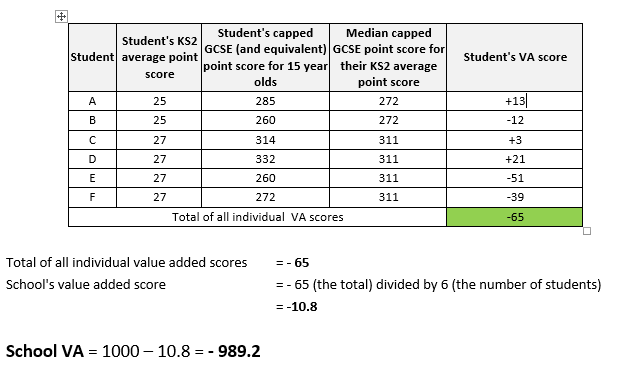 Student | Student's KS2 average point score | Student's capped GCSE (and equivalent) point score for 15 year olds | Median capped GCSE point score for their KS2 average point score | Student's VA score
A | 25 | 285 | 272 | +13
B | 25 | 260 | 272 | -12
C | 27 | 314 | 311 | +3
D | 27 | 332 | 311 | +21
E | 27 | 260 | 311 | -51
F | 27 | 272 | 311 | -39
Total of all individual VA scores | -65
Total of all individual value added scores = - 65
School's value added score = - 65 (the total) divided by 6 (the number of students)
= -10.8
School VA = 1000 – 10.8 = - 989.2